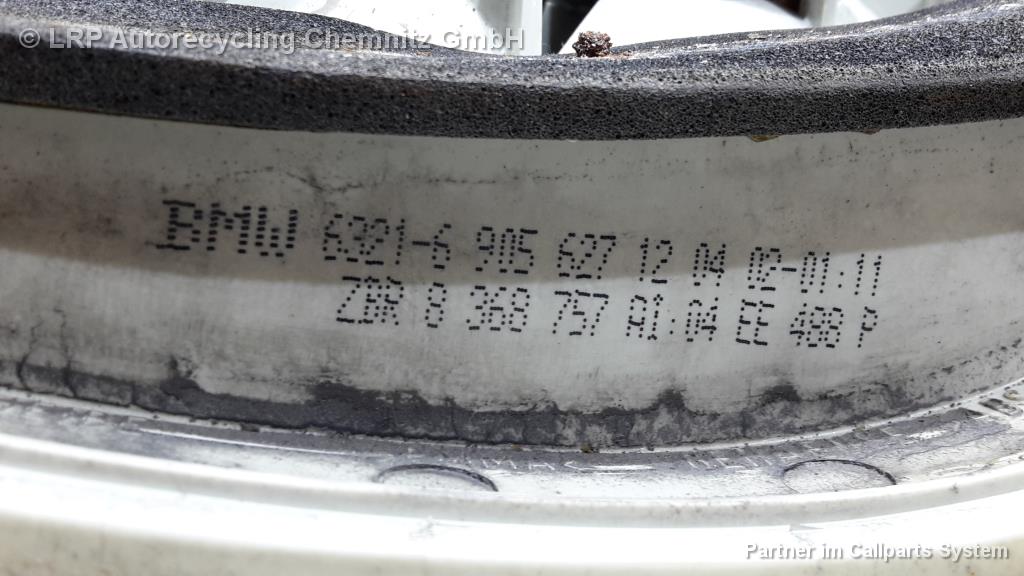 © LRP Autorecycling Chemnitz GmbH
BMW 6321-6 905 627 12 04 02-01:11
ZBR 8 368 757 A1:04 EE 488 P
Partner im Callparts System